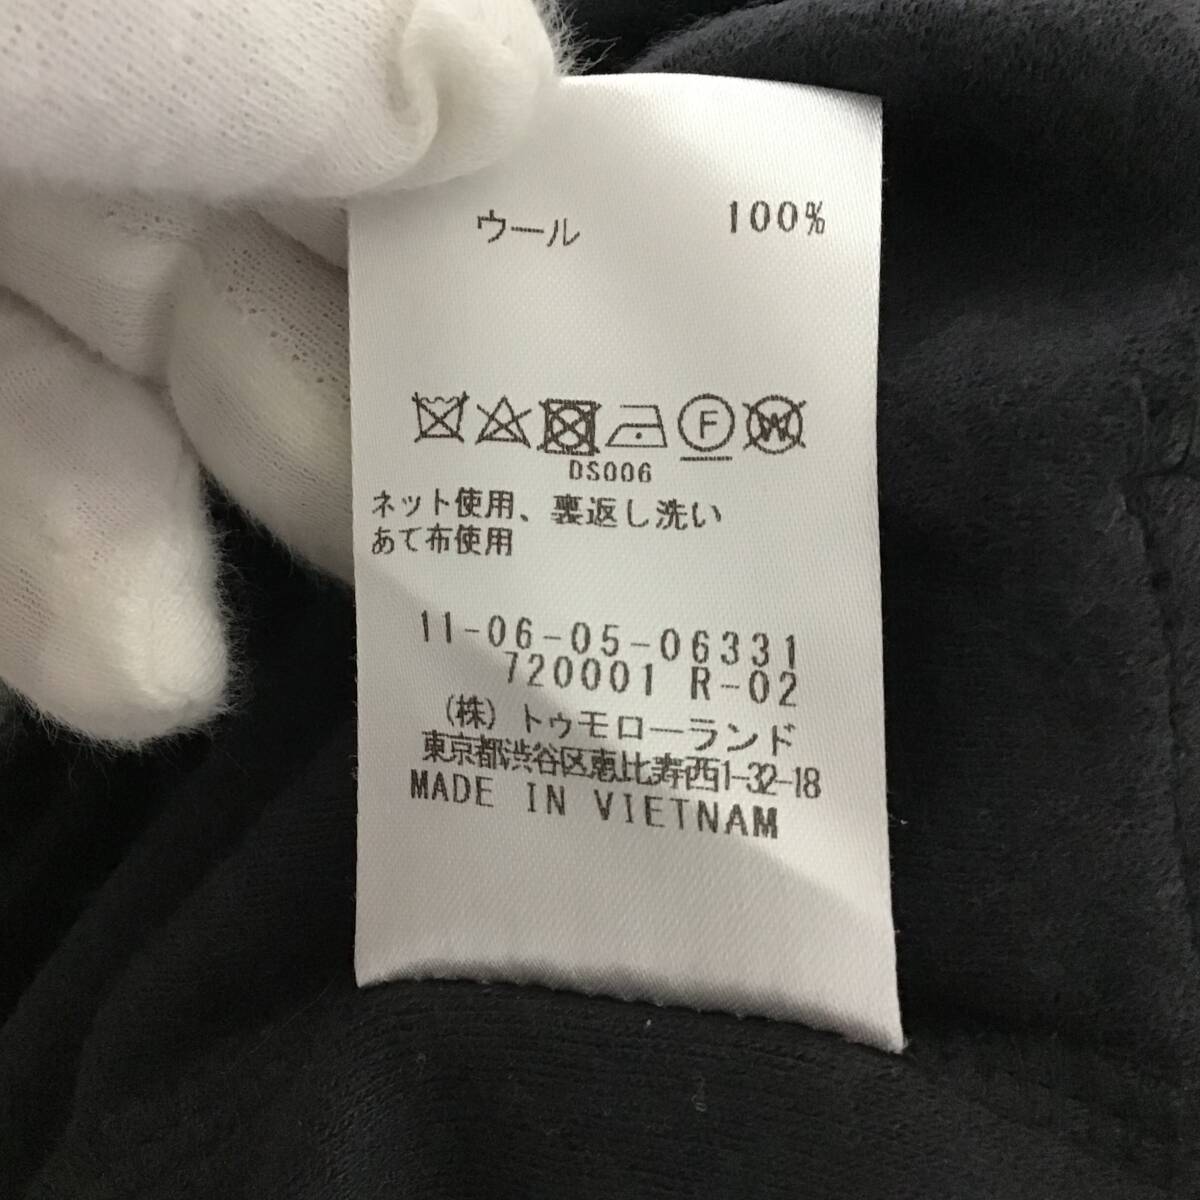 ウール 100%
F W
DS006
ネット使用、裏返し洗い
あて布使用
11-06-05-06331
720001 R-02
(株)トゥモローランド
東京都渋谷区恵比寿西1-32-18
MADE IN VIETNAM